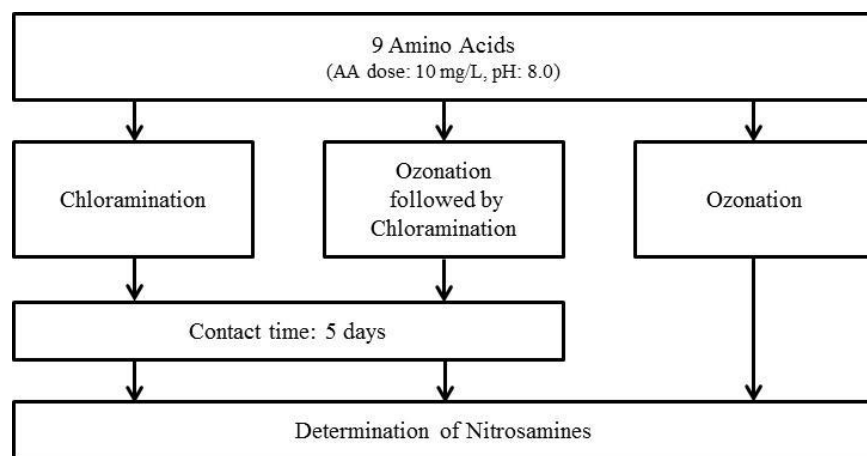 9 Amino Acids
(AA dose: 10 mg/L, pH: 8.0)
Chloramination
Ozonation
followed by
Chloramination
Ozonation
Contact time: 5 days
Determination of Nitrosamines